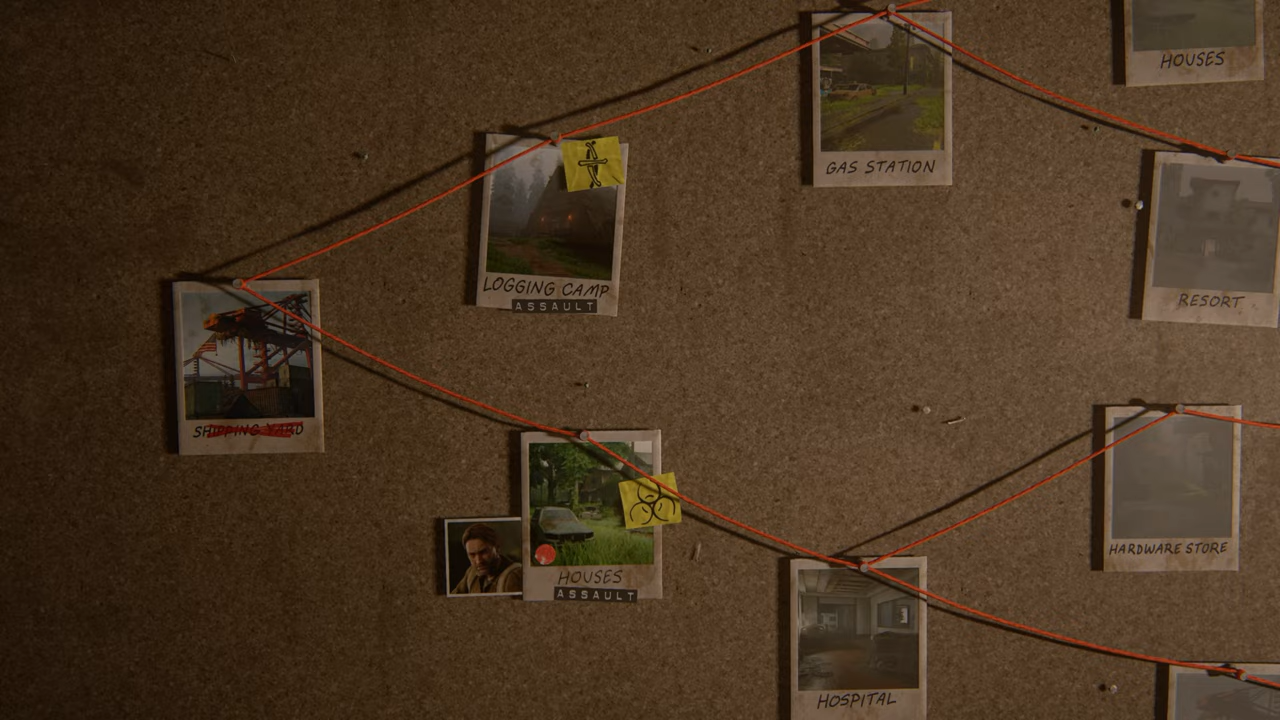 HOUSES
GAS STATION
RESORT
LOGGING CAMP
ASSAULT
SHIPPING YARD
HARDWARE STORE
HOUSES
ASSAULT
HOSPITAL